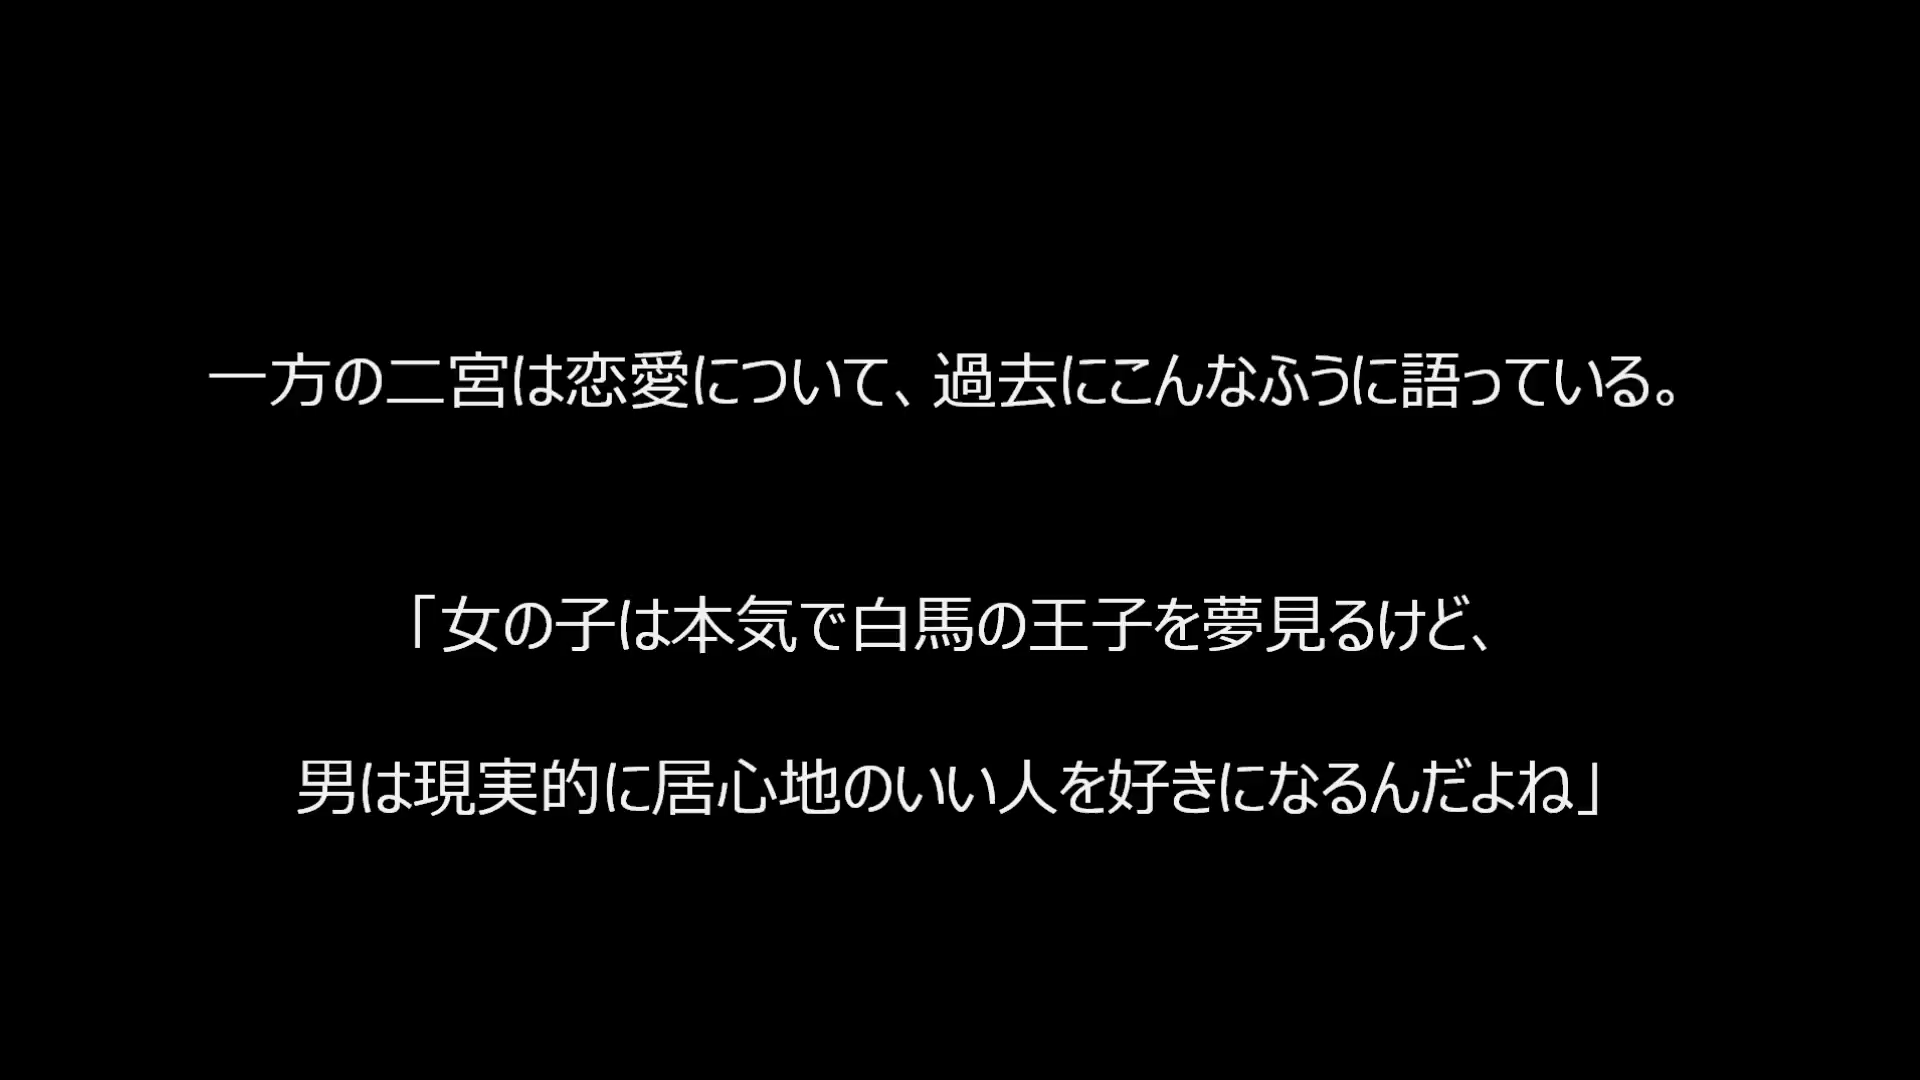 一方の二宮は恋愛について、過去にこんなふうに語っている。
「女の子は本気で白馬の王子を夢見るけど、
男は現実的に居心地のいい人を好きになるんだよね」